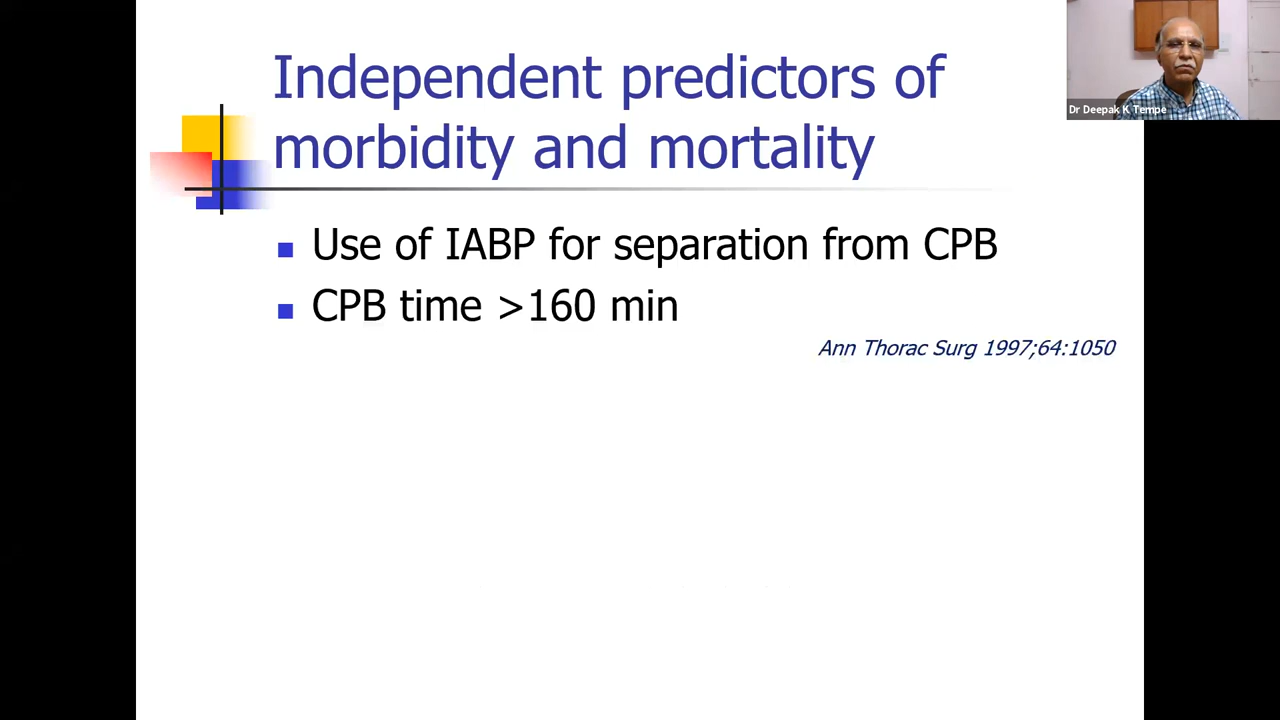 Independent predictors of
morbidity and mortality
Use of IABP for separation from CPB
CPB time >160 min
Ann Thorac Surg 1997;64:1050
Dr Deepak K Tempe